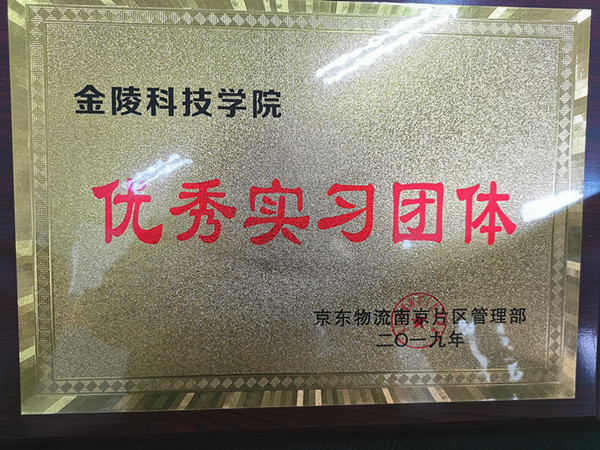 金陵科技学院
优秀实习团体
京东物流南京片区管理部
二〇一九年